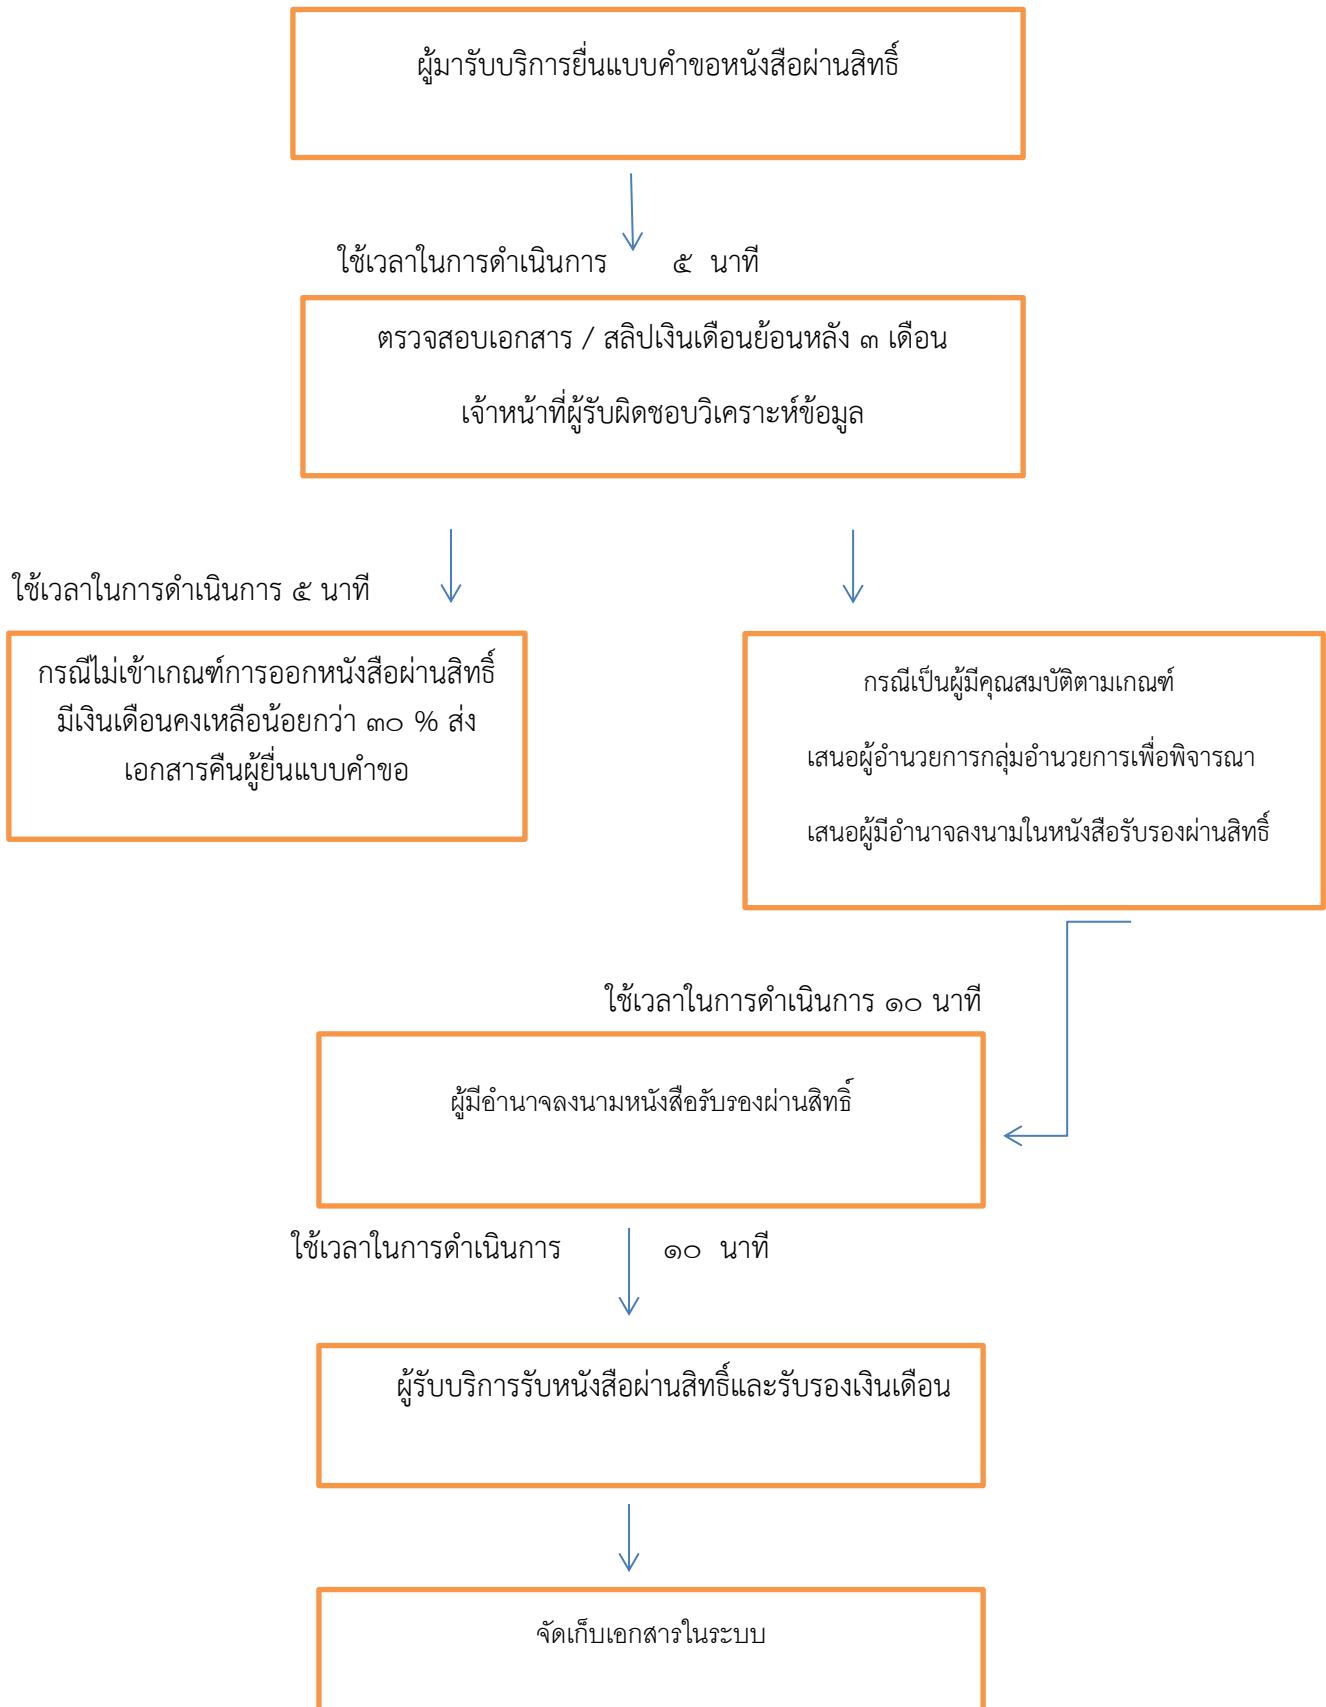 ผู้มารับบริการยื่นแบบคำขอหนังสือผ่านสิทธิ์
ใช้เวลาในการดำเนินการ ๕ นาที
ตรวจสอบเอกสาร / สลิปเงินเดือนย้อนหลัง ๓ เดือน
เจ้าหน้าที่ผู้รับผิดชอบวิเคราะห์ข้อมูล
ใช้เวลาในการดำเนินการ ๕ นาที
กรณีไม่เข้าเกณฑ์การออกหนังสือผ่านสิทธิ์
มีเงินเดือนคงเหลือน้อยกว่า ๓๐ % ส่ง
เอกสารคืนผู้ยื่นแบบคำขอ
กรณีเป็นผู้มีคุณสมบัติตามเกณฑ์
เสนอผู้อำนวยการกลุ่มอำนวยการเพื่อพิจารณา
เสนอผู้มีอำนาจลงนามในหนังสือรับรองผ่านสิทธิ์
ใช้เวลาในการดำเนินการ ๑๐ นาที
ผู้มีอำนาจลงนามหนังสือรับรองผ่านสิทธิ์
ใช้เวลาในการดำเนินการ ๑๐ นาที
ผู้รับบริการรับหนังสือผ่านสิทธิ์และรับรองเงินเดือน
จัดเก็บเอกสารในระบบ